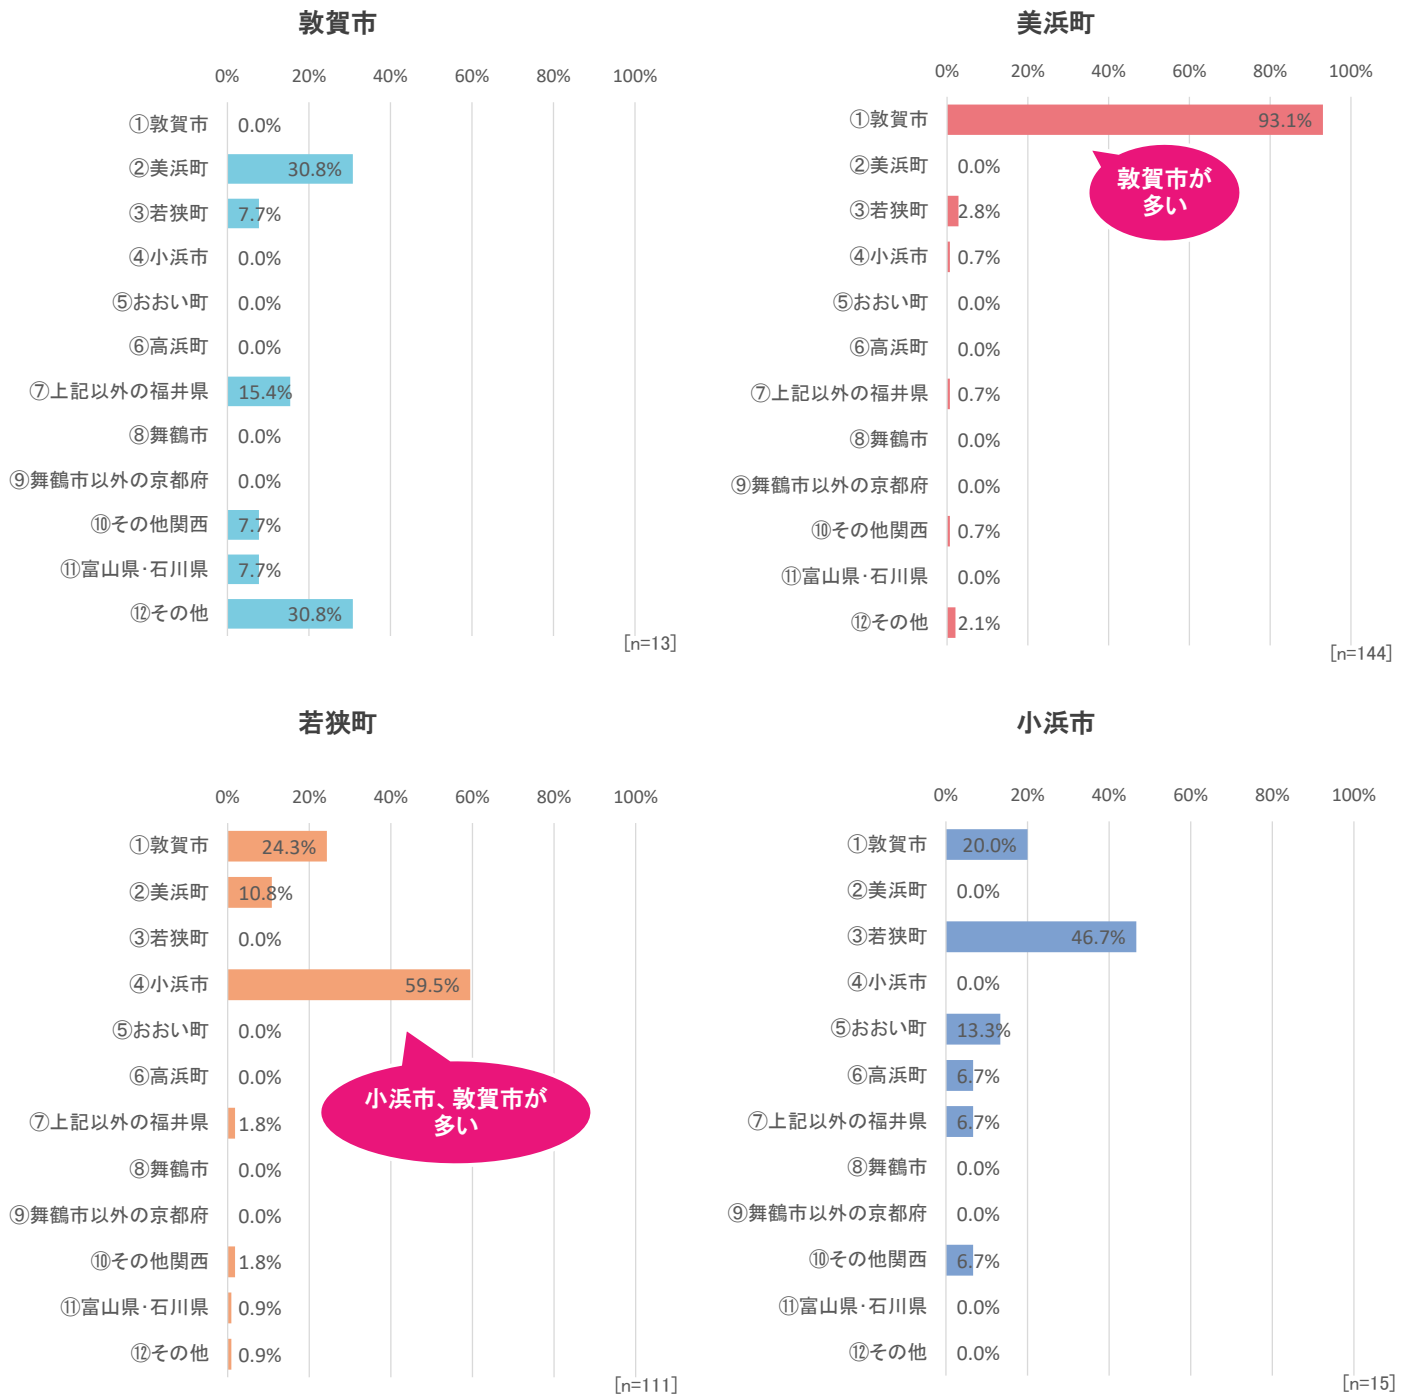 敦賀市
0% 20% 40% 60% 80% 100%
①敦賀市 0.0%
②美浜町 30.8%
③若狭町 7.7%
④小浜市 0.0%
⑤おおい町 0.0%
⑥高浜町 0.0%
⑦上記以外の福井県 15.4%
⑧舞鶴市 0.0%
⑨舞鶴市以外の京都府 0.0%
⑩その他関西 7.7%
⑪富山県・石川県 7.7%
⑫その他 30.8%
[n=13]
美浜町
0% 20% 40% 60% 80% 100%
①敦賀市 93.1%
②美浜町 0.0%
③若狭町 2.8%
④小浜市 0.7%
⑤おおい町 0.0%
⑥高浜町 0.0%
⑦上記以外の福井県 0.7%
⑧舞鶴市 0.0%
⑨舞鶴市以外の京都府 0.0%
⑩その他関西 0.7%
⑪富山県・石川県 0.0%
⑫その他 2.1%
敦賀市が
多い
[n=144]
若狭町
0% 20% 40% 60% 80% 100%
①敦賀市 24.3%
②美浜町 10.8%
③若狭町 0.0%
④小浜市 59.5%
⑤おおい町 0.0%
⑥高浜町 0.0%
⑦上記以外の福井県 1.8%
⑧舞鶴市 0.0%
⑨舞鶴市以外の京都府 0.0%
⑩その他関西 1.8%
⑪富山県・石川県 0.9%
⑫その他 0.9%
小浜市、敦賀市が
多い
[n=111]
小浜市
0% 20% 40% 60% 80% 100%
①敦賀市 20.0%
②美浜町 0.0%
③若狭町 46.7%
④小浜市 0.0%
⑤おおい町 13.3%
⑥高浜町 6.7%
⑦上記以外の福井県 6.7%
⑧舞鶴市 0.0%
⑨舞鶴市以外の京都府 0.0%
⑩その他関西 6.7%
⑪富山県・石川県 0.0%
⑫その他 0.0%
[n=15]